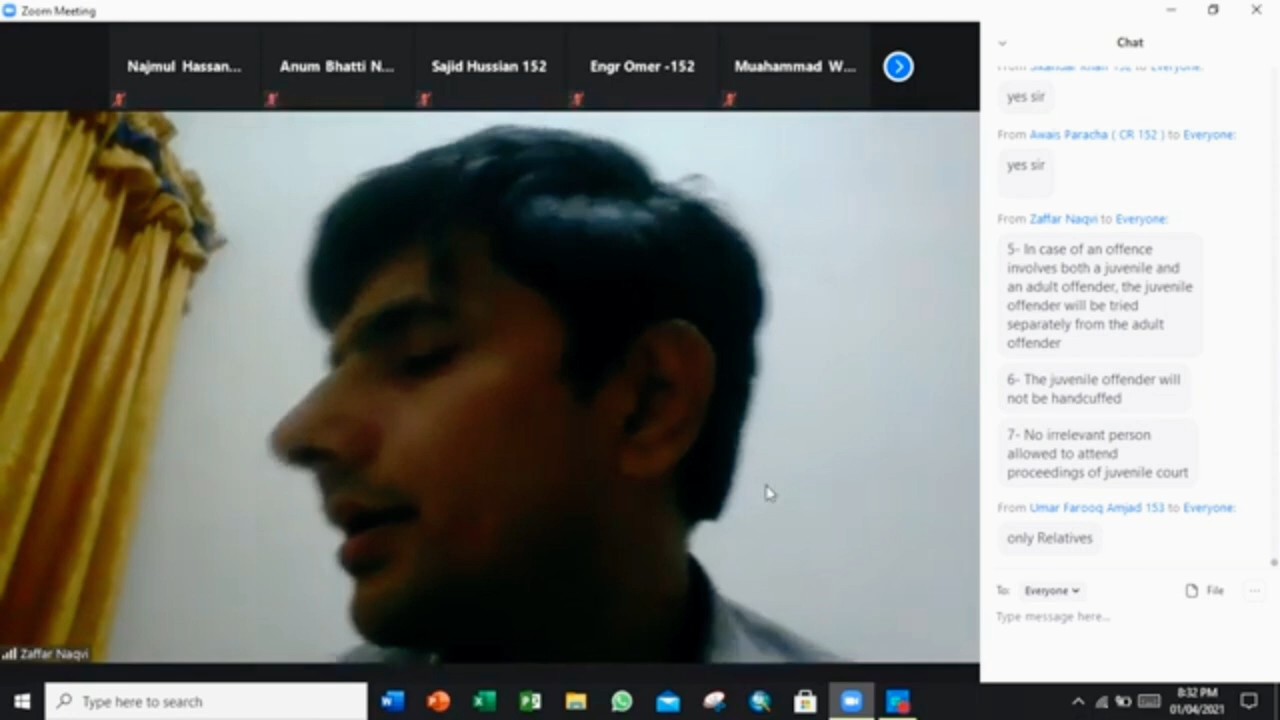 Zoom Meeting
Najmul Hassan...
Anum Bhatti N...
Sajid Hussian 152
Engr Omer -152
Muahammad W...
Chat
yes sir
From Awais Paracha ( CR 152 ) to Everyone:
yes sir
From Zaffar Naqvi to Everyone:
5- In case of an offence
involves both a juvenile and
an adult offender, the juvenile
offender will be tried
separately from the adult
offender
6- The juvenile offender will
not be handcuffed
7- No irrelevant person
allowed to attend
proceedings of juvenile court
From Umar Farooq Amjad 153 to Everyone:
only Relatives
To: Everyone
File
Type message here...
Zaffar Naqvi
Type here to search
8:32 PM
01/04/2021